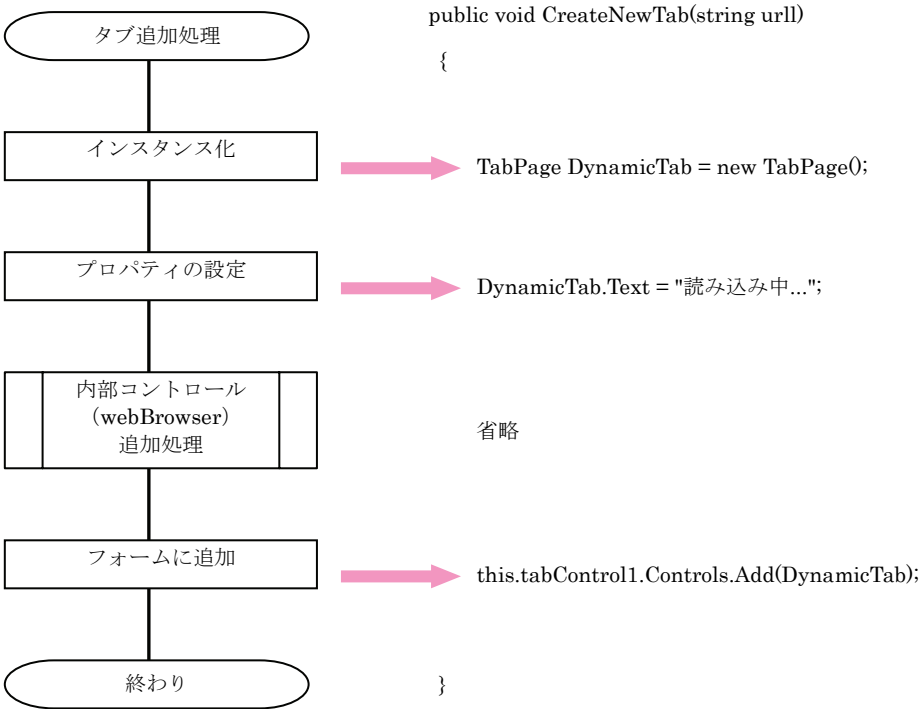 タブ追加処理
public void CreateNewTab(string urll)
{
インスタンス化
TabPage DynamicTab = new TabPage();
プロパティの設定
DynamicTab.Text = "読み込み中...";
内部コントロール
（webBrowser）
追加処理
省略
フォームに追加
this.tabControl1.Controls.Add(DynamicTab);
終わり
}